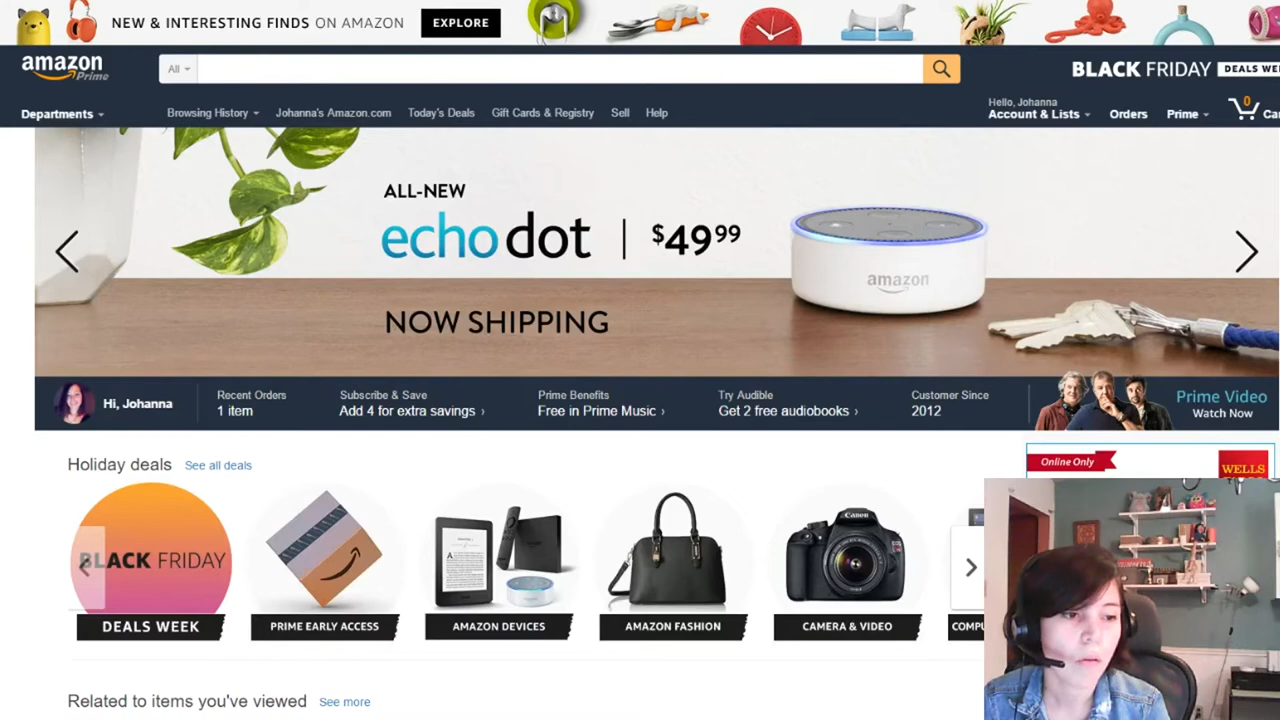 NEW & INTERESTING FINDS ON AMAZON EXPLORE
amazon Prime
All
BLACK FRIDAY DEALS WE
Departments
Browsing History Johanna's Amazon.com Today's Deals Gift Cards & Registry Sell Help
Hello, Johanna
Account & Lists Orders Prime 0 Ca
ALL-NEW
echo dot | $49.99
amazon
NOW SHIPPING
Hi, Johanna
Recent Orders
1 item
Subscribe & Save
Add 4 for extra savings ›
Prime Benefits
Free in Prime Music ›
Try Audible
Get 2 free audiobooks ›
Customer Since
2012
Prime Video
Watch Now
Holiday deals See all deals
Online Only
WELLS
Canon
BLACK FRIDAY
DEALS WEEK
PRIME EARLY ACCESS
AMAZON DEVICES
AMAZON FASHION
CAMERA & VIDEO
COMPU
Related to items you've viewed See more